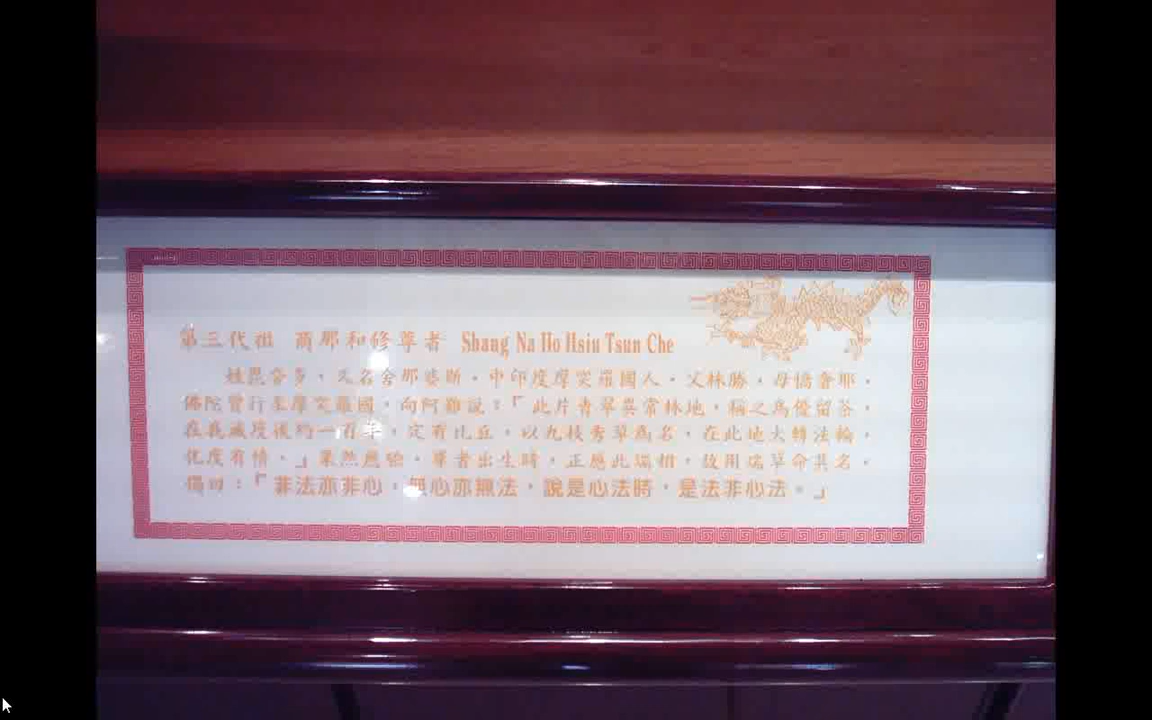 第三代祖 商那和修尊者 Shang Na Ho Hsiu Tsun Che
姓毘舍多,又名舍那婆斯,中印度摩突羅國人。父林勝,母憍奢耶。
佛陀曾行至摩突羅國,向阿難說:「此片青翠異常林地,稱之為優留荼,
在我滅度後約一百年,定有比丘,以九枝秀草為名,在此地大轉法輪,
化度有情。」果然應驗。尊者出生時,正應此瑞相,故用瑞草命其名。
偈曰:「非法亦非心,無心亦無法,說是心法時,是法非心法。」